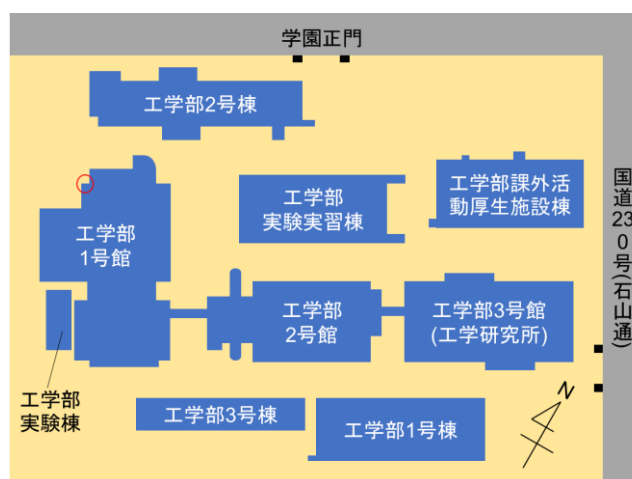 学園正門
工学部2号棟
工学部
実験実習棟
工学部課外活
動厚生施設棟
国道230号(石山通)
工学部
1号館
工学部
2号館
工学部3号館
(工学研究所)
工学部
実験棟
工学部3号棟
工学部1号棟
N